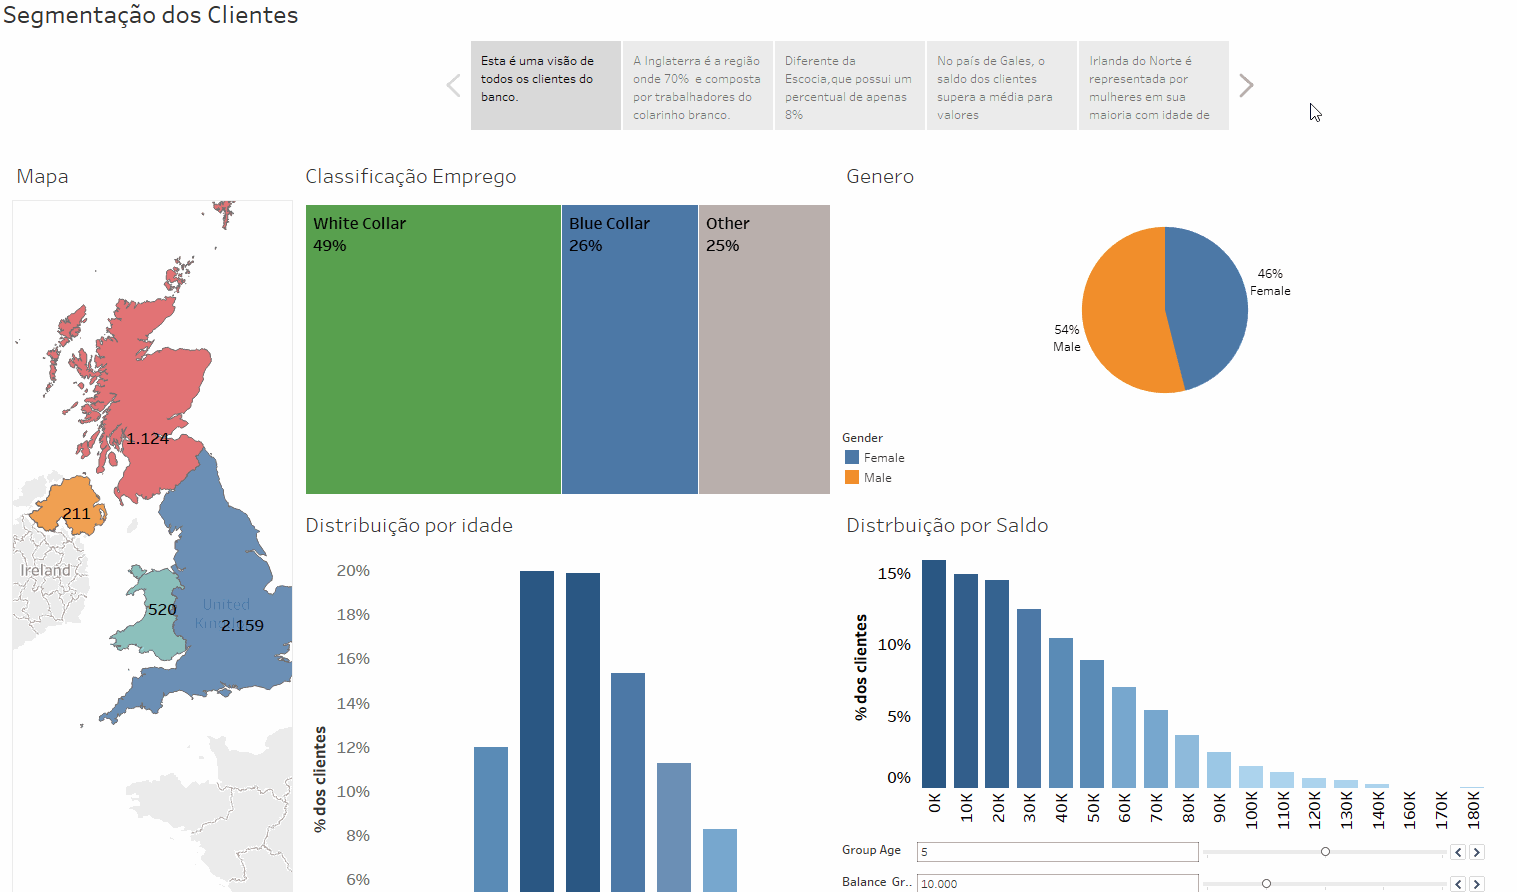 Segmentação dos Clientes
Esta é uma visão de
todos os clientes do
banco.
A Inglaterra é a região
onde 70% e composta
por trabalhadores do
colarinho branco.
Diferente da
Escocia,que possui um
percentual de apenas
8%
No país de Gales, o
saldo dos clientes
supera a média para
valores
Irlanda do Norte é
representada por
mulheres em sua
maioria com idade de
Mapa
1.124
211
Ireland
520
United
2.159
Classificação Emprego
White Collar
49%
Blue Collar
26%
Other
25%
Genero
46%
Female
54%
Male
Gender
Female
Male
Distribuição por idade
% dos clientes
20%
18%
16%
14%
12%
10%
8%
6%
Distrbuição por Saldo
% dos clientes
15%
10%
5%
0%
0K
10K
20K
30K
40K
50K
60K
70K
80K
90K
100K
110K
120K
130K
140K
160K
170K
180K
Group Age
5
Balance Gr..
10.000